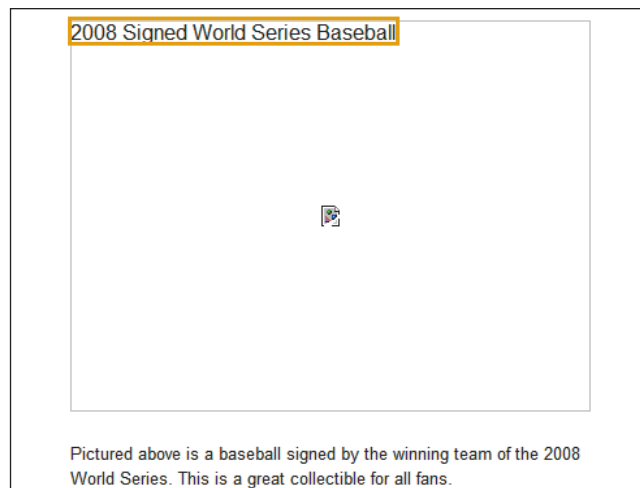 2008 Signed World Series Baseball
Pictured above is a baseball signed by the winning team of the 2008
World Series. This is a great collectible for all fans.